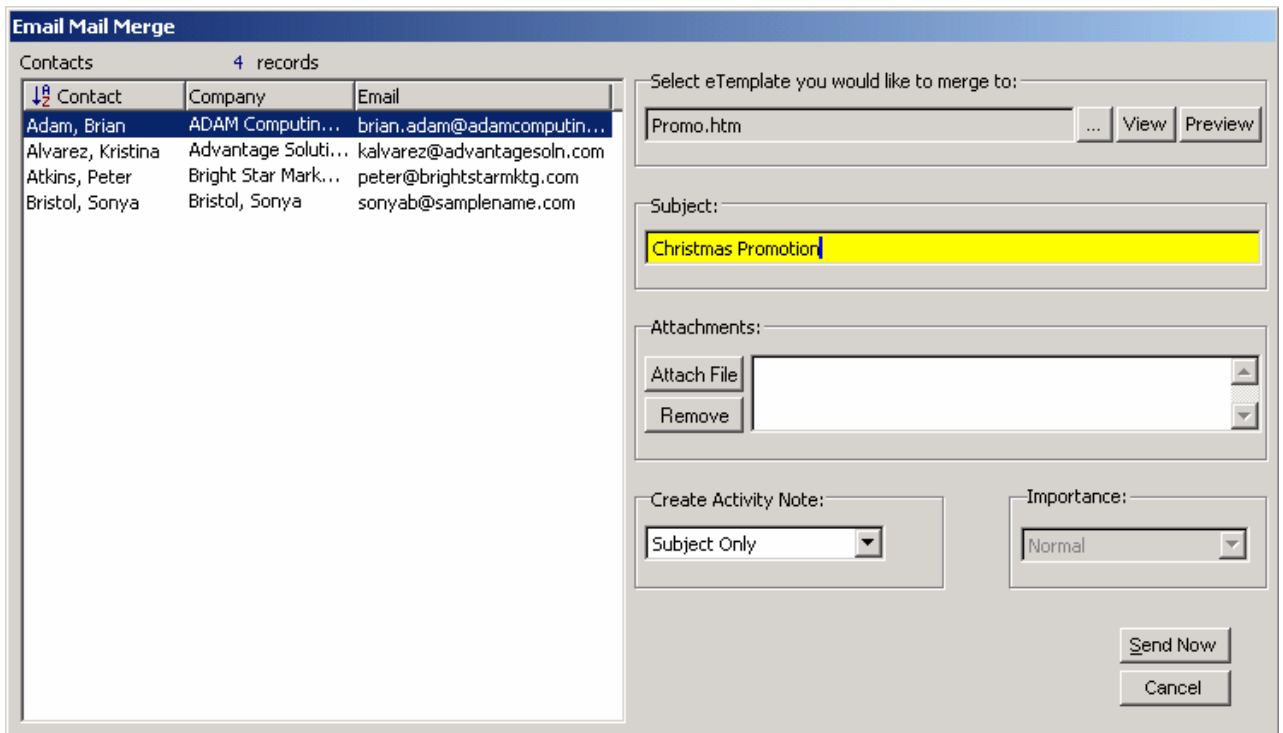 Email Mail Merge
Contacts 4 records
Contact Company Email
Adam, Brian ADAM Computin... brian.adam@adamcomputin...
Alvarez, Kristina Advantage Soluti... kalvarez@advantagesoln.com
Atkins, Peter Bright Star Mark... peter@brightstarmktg.com
Bristol, Sonya Bristol, Sonya sonyab@samplename.com
Select eTemplate you would like to merge to:
Promo.htm ... View Preview
Subject:
Christmas Promotion
Attachments:
Attach File
Remove
Create Activity Note:
Subject Only
Importance:
Normal
Send Now
Cancel